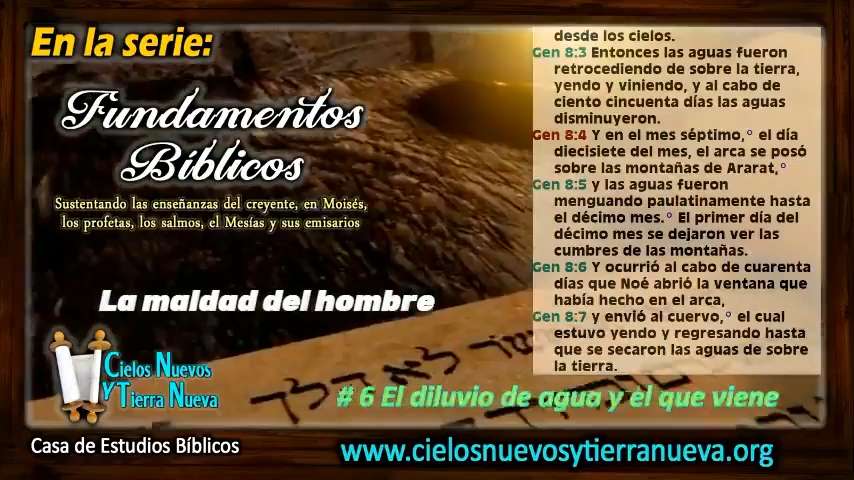 En la serie:
Fundamentos
Bíblicos
Sustentando las enseñanzas del creyente, en Moisés,
los profetas, los salmos, el Mesías y sus emisarios
La maldad del hombre
Cielos Nuevos
Y Tierra Nueva
Casa de Estudios Bíblicos
desde los cielos.
Gen 8:3 Entonces las aguas fueron
retrocediendo de sobre la tierra,
yendo y viniendo, y al cabo de
ciento cincuenta días las aguas
disminuyeron.
Gen 8:4 Y en el mes séptimo,° el día
diecisiete del mes, el arca se posó
sobre las montañas de Ararat,°
Gen 8:5 y las aguas fueron
menguando paulatinamente hasta
el décimo mes.° El primer día del
décimo mes se dejaron ver las
cumbres de las montañas.
Gen 8:6 Y ocurrió al cabo de cuarenta
días que Noé abrió la ventana que
había hecho en el arca,
Gen 8:7 y envió al cuervo,° el cual
estuvo yendo y regresando hasta
que se secaron las aguas de sobre
la tierra.
# 6 El diluvio de agua y el que viene
www.cielosnuevosytierranueva.org